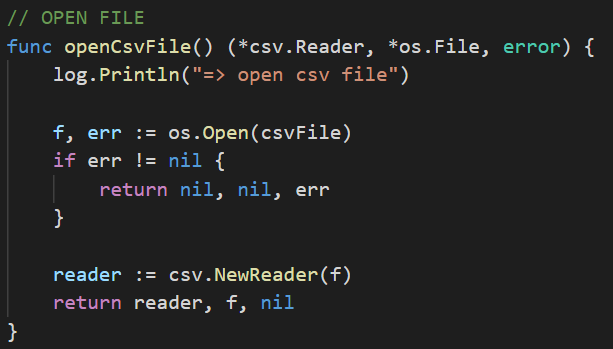 // OPEN FILE
func openCsvFile() (*csv.Reader, *os.File, error) {
    log.Println("=> open csv file")

    f, err := os.Open(csvFile)
    if err != nil {
        return nil, nil, err
    }

    reader := csv.NewReader(f)
    return reader, f, nil
}